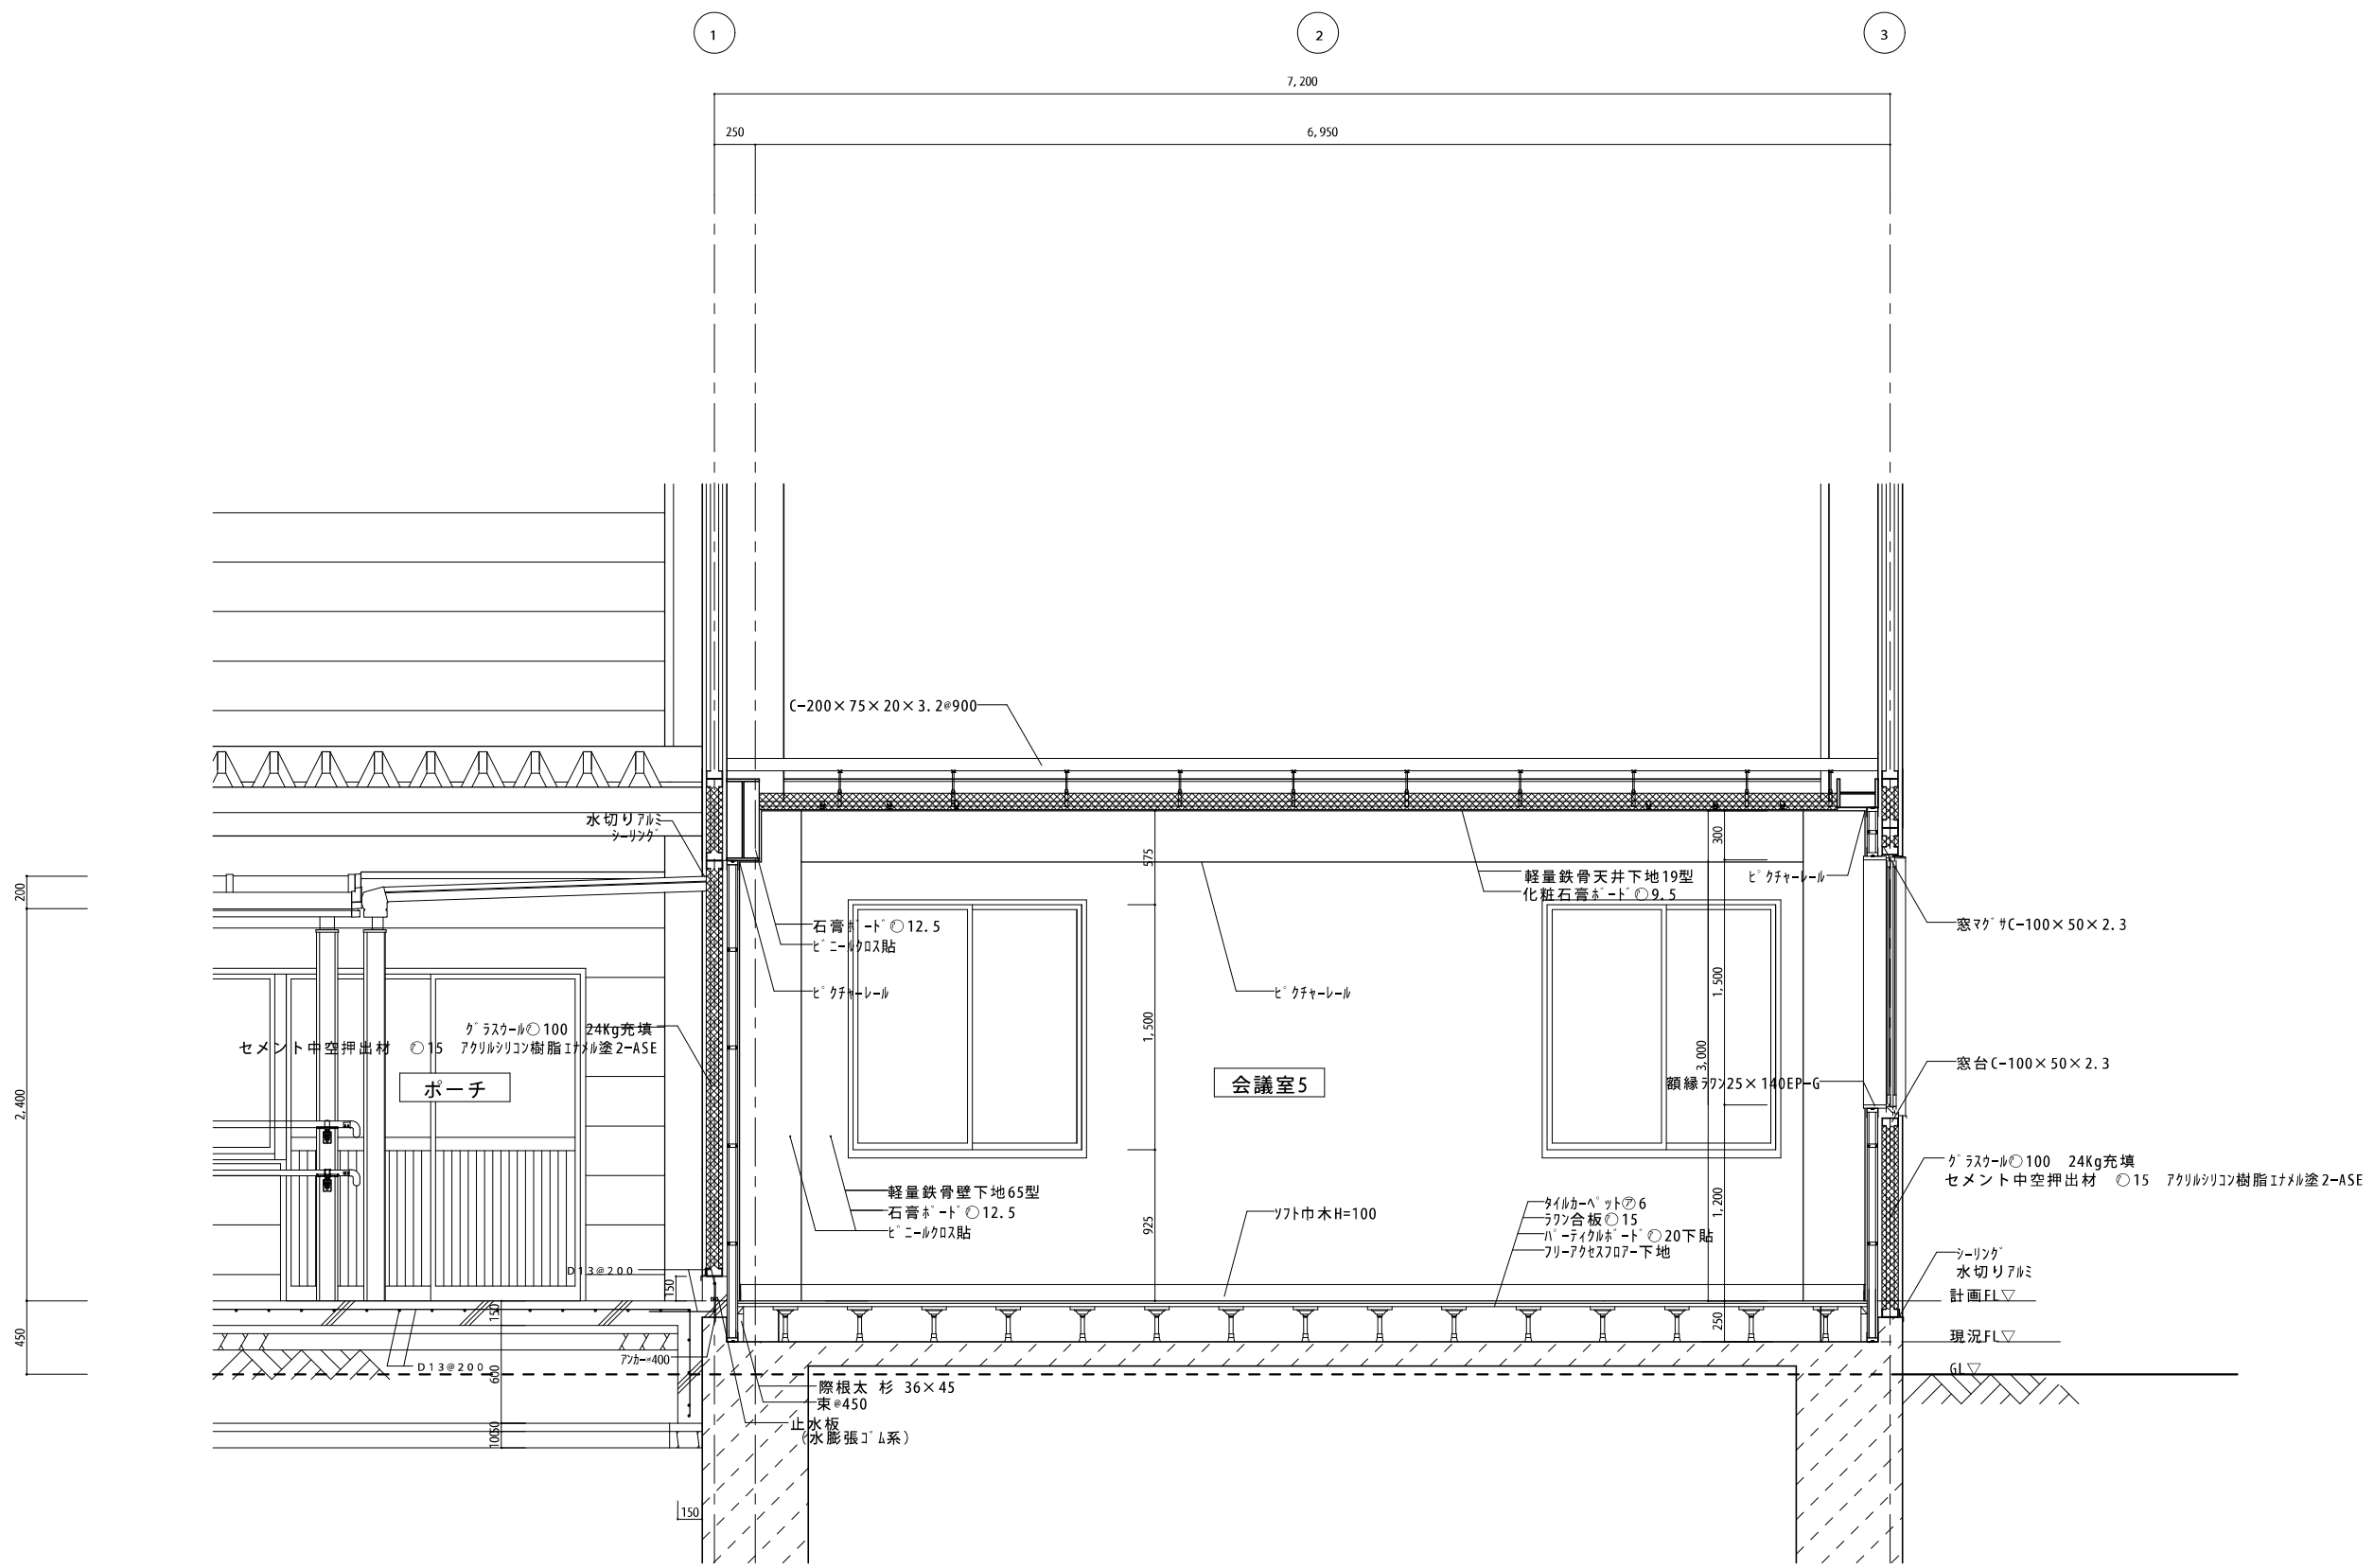 1
2
3
7,200
250
6,950
C-200×75×20×3.2@900
水切りｱﾙﾐ
ｼｰﾘﾝｸﾞ
200
2,400
450
575
300
軽量鉄骨天井下地19型
化粧石膏ﾎﾞｰﾄﾞ㋐9.5
ﾋﾟｸﾁｬｰﾚｰﾙ
石膏ﾎﾞｰﾄﾞ㋐12.5
ﾋﾞﾆｰﾙｸﾛｽ貼
窓ﾏｸﾞｻC-100×50×2.3
ﾋﾟｸﾁｬｰﾚｰﾙ
ﾋﾟｸﾁｬｰﾚｰﾙ
1,500
1,500
3,000
ｸﾞﾗｽｳｰﾙ㋐100　24Kg充填
セメント中空押出材　㋐15　ｱｸﾘﾙｼﾘｺﾝ樹脂ｴﾅﾒﾙ塗2-ASE
ポーチ
会議室5
額縁ﾗﾜﾝ25×140EP-G
窓台C-100×50×2.3
ｸﾞﾗｽｳｰﾙ㋐100　24Kg充填
セメント中空押出材　㋐15　ｱｸﾘﾙｼﾘｺﾝ樹脂ｴﾅﾒﾙ塗2-ASE
軽量鉄骨壁下地65型
石膏ﾎﾞｰﾄﾞ㋐12.5
ﾋﾞﾆｰﾙｸﾛｽ貼
925
ｿﾌﾄ巾木H=100
ﾀｲﾙｶｰﾍﾟｯﾄ㋐6
ﾗﾜﾝ合板㋐15
ﾊﾟｰﾃｨｸﾙﾎﾞｰﾄﾞ㋐20下貼
ﾌﾘｰｱｸｾｽﾌﾛｱｰ下地
1,200
250
ｼｰﾘﾝｸﾞ
水切りｱﾙﾐ
計画FL▽
現況FL▽
GL▽
D13@200
150
150
D13@200
ｱﾝｶｰ@400
600
50
100
150
際根太 杉 36×45
束@450
止水板
（水膨張ｺﾞﾑ系）